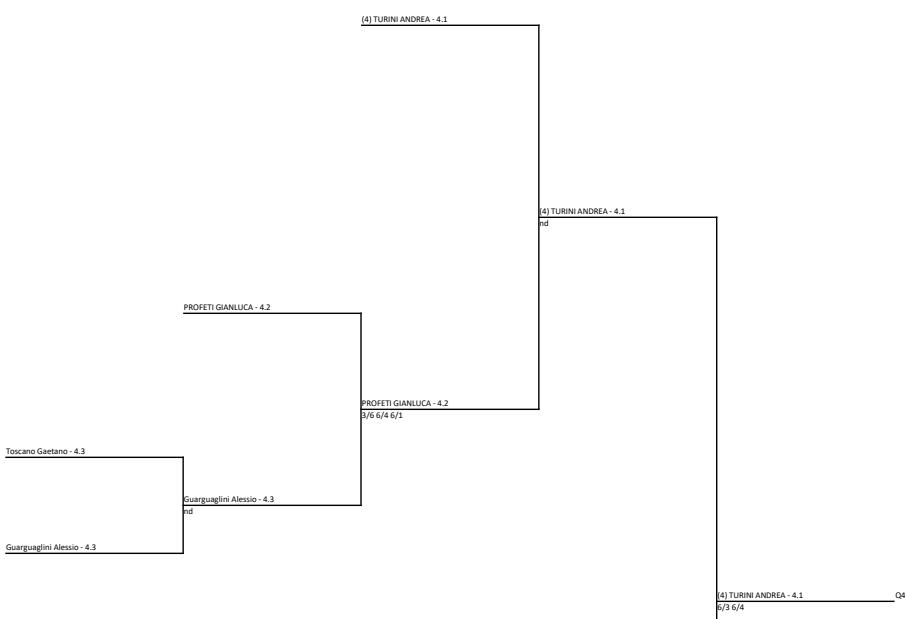 (4) TURINI ANDREA - 4.1
(4) TURINI ANDREA - 4.1
nd
PROFETI GIANLUCA - 4.2
PROFETI GIANLUCA - 4.2
3/6 6/4 6/1
Toscano Gaetano - 4.3
Guarguaglini Alessio - 4.3
nd
Guarguaglini Alessio - 4.3
(4) TURINI ANDREA - 4.1 Q4
6/3 6/4